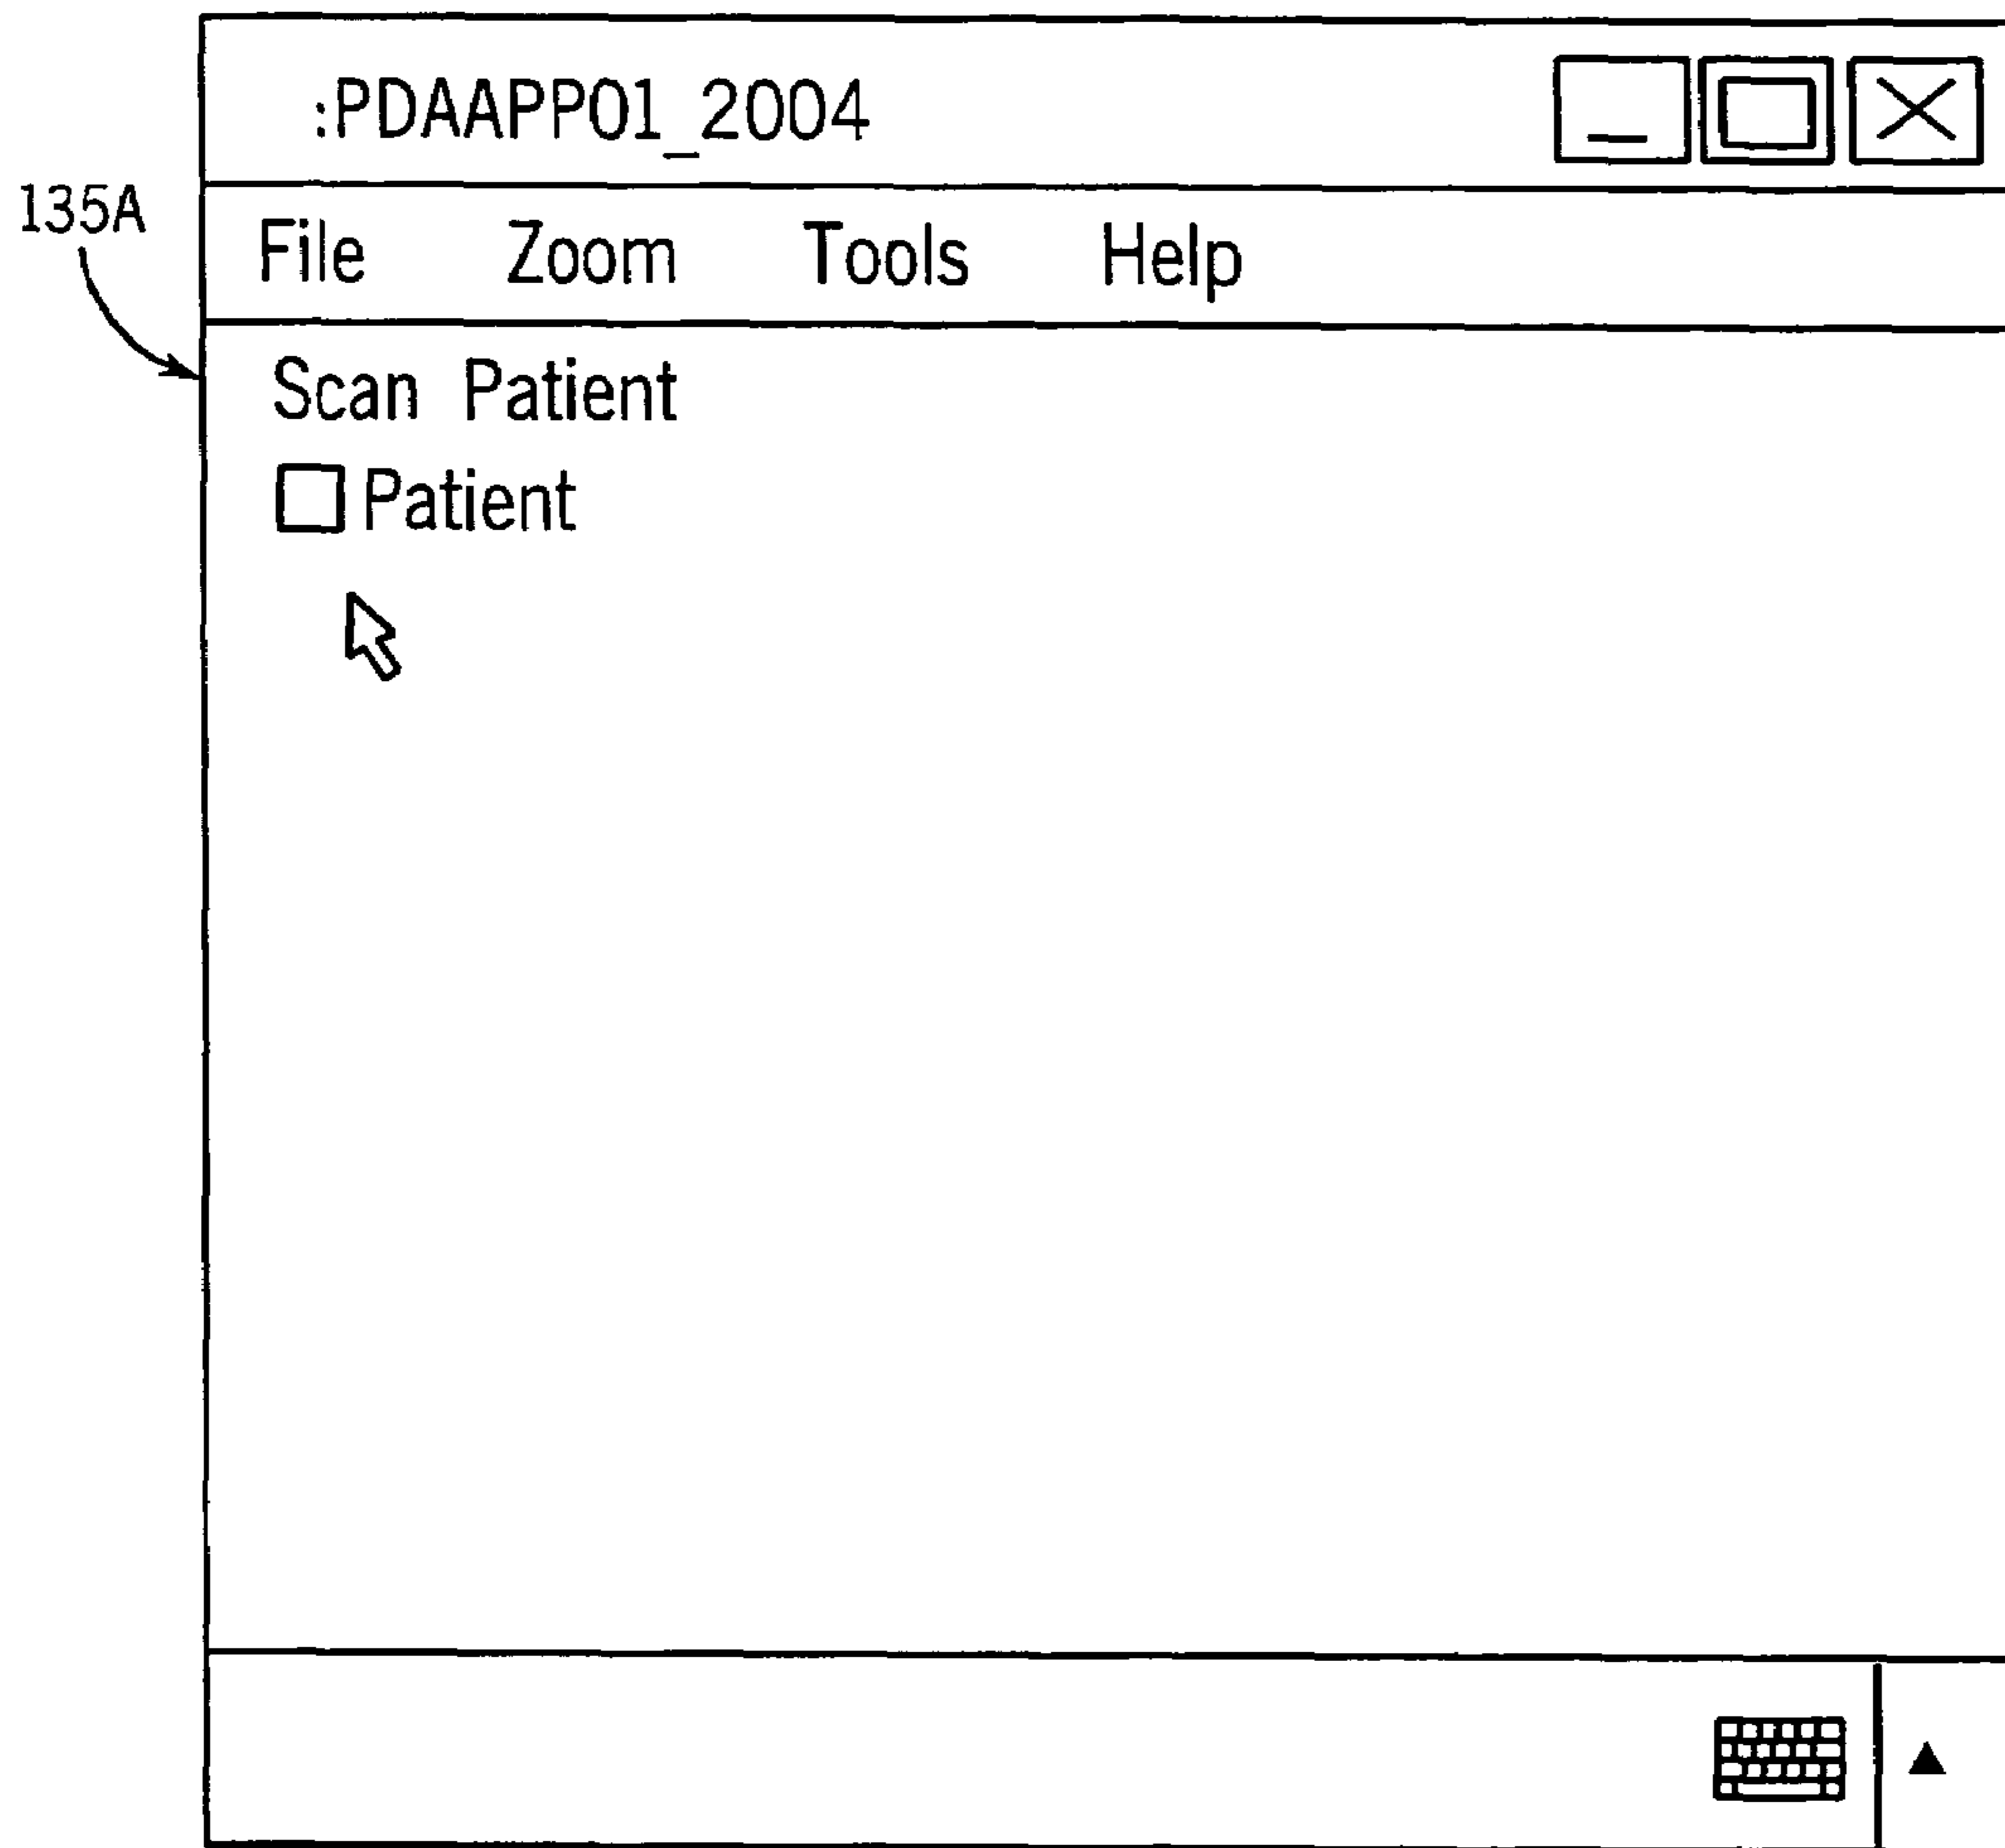 :PDAAPP01_2004
135A
File Zoom Tools Help
Scan Patient
Patient